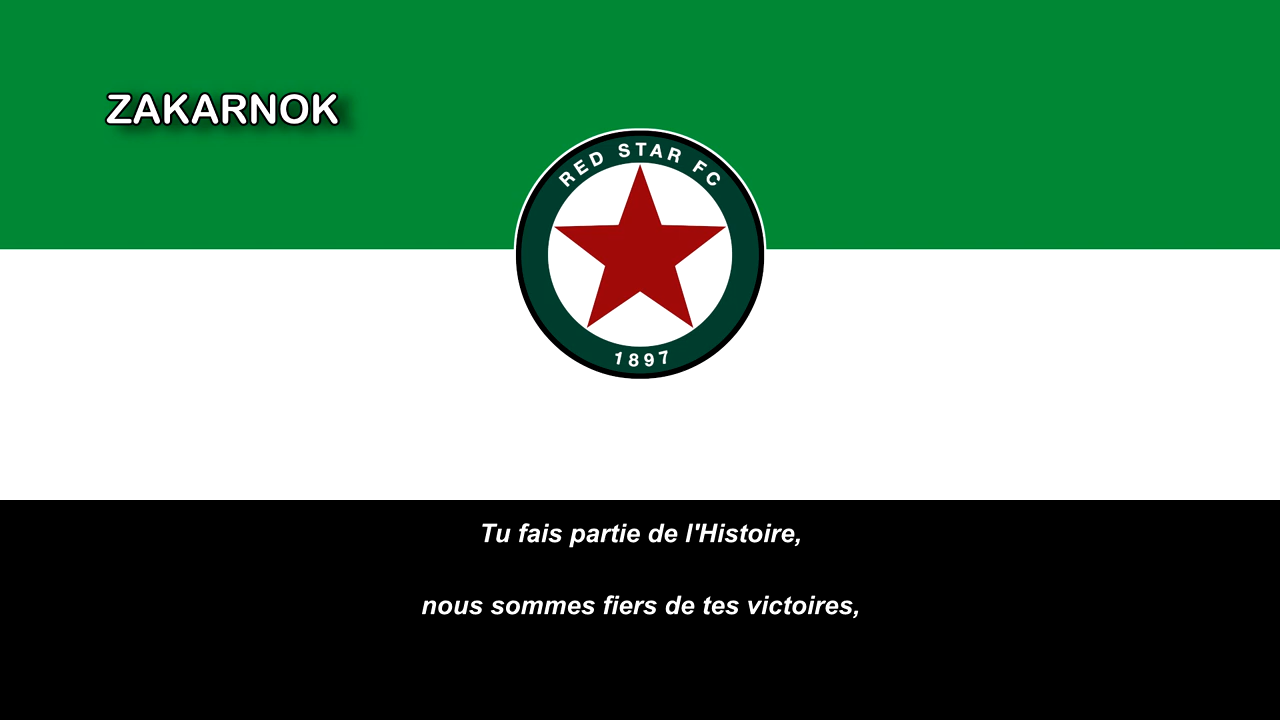 ZAKARNOK
RED STAR FC
1897
Tu fais partie de l'Histoire,
nous sommes fiers de tes victoires,